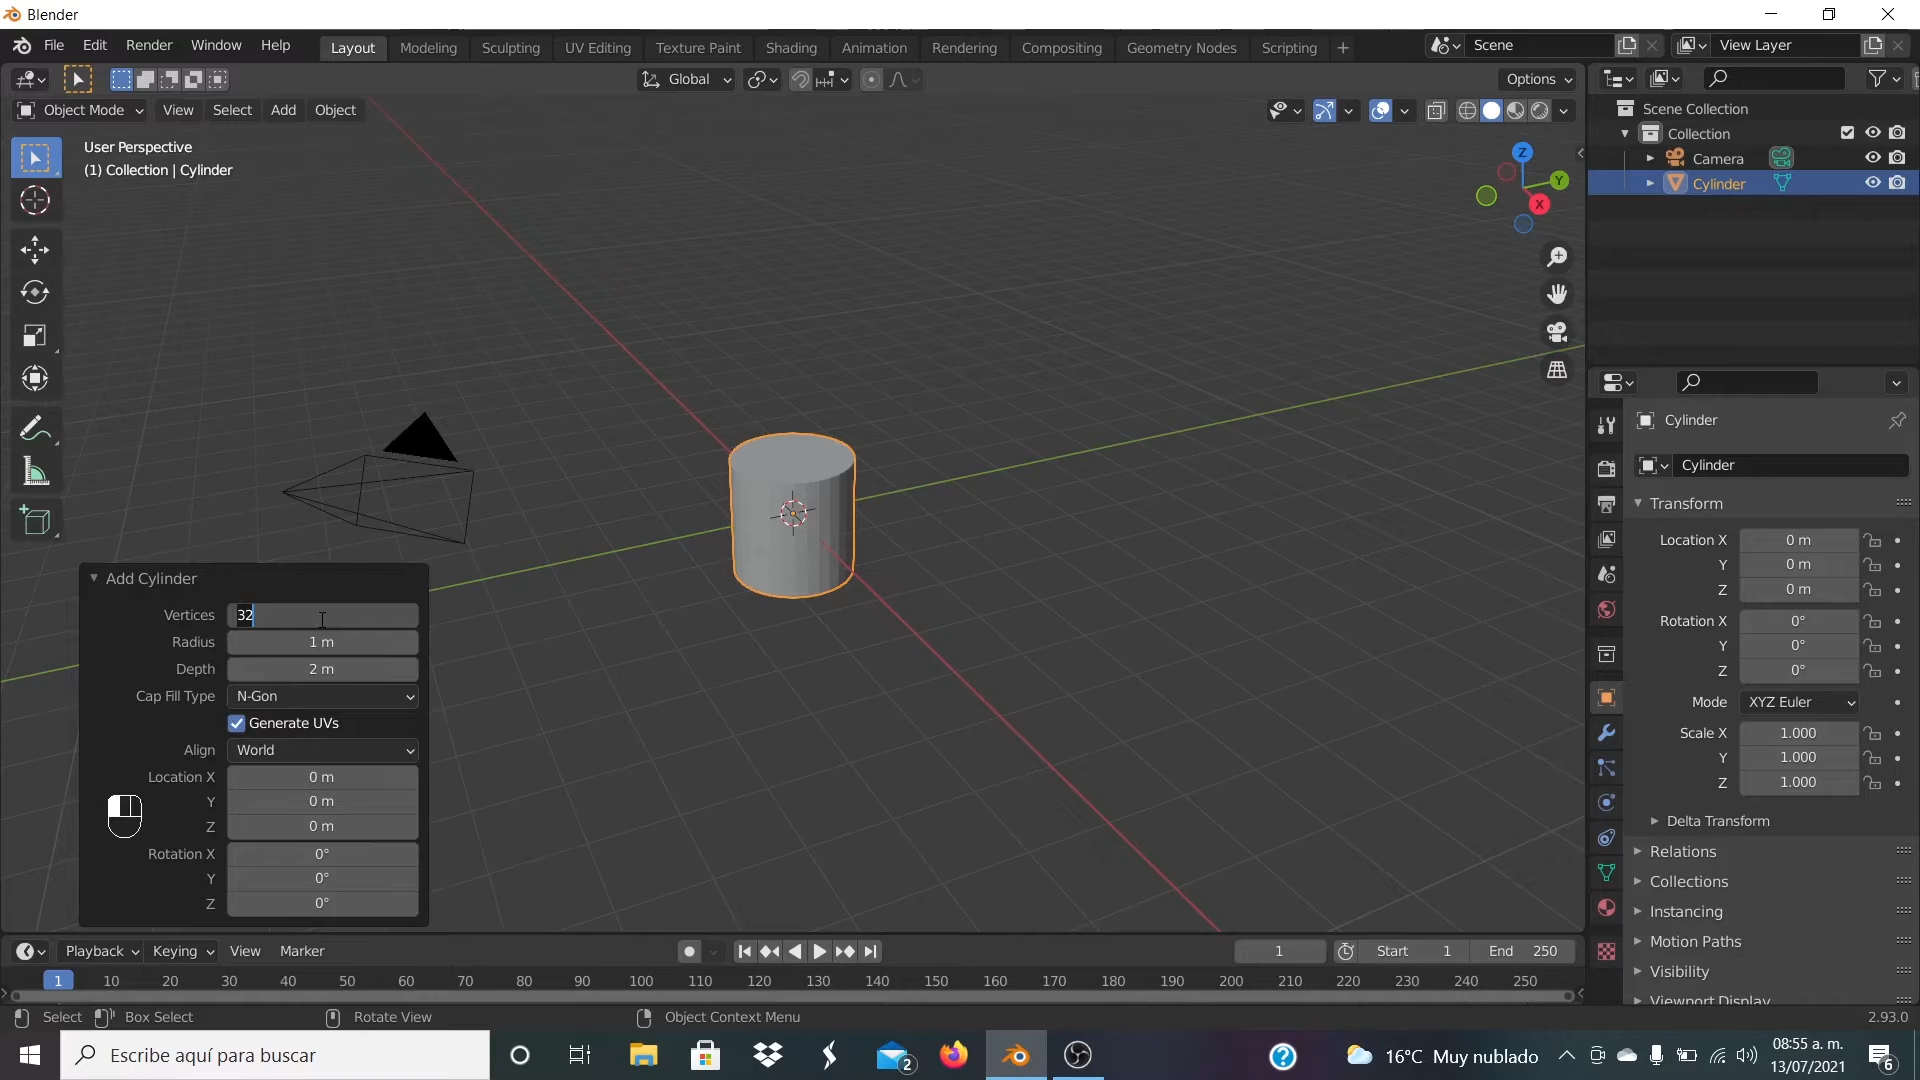 Blender
File Edit Render Window Help Layout Modeling Sculpting UV Editing Texture Paint Shading Animation Rendering Compositing Geometry Nodes Scripting + Scene View Layer
Global Options
Object Mode View Select Add Object
User Perspective
(1) Collection | Cylinder
Z
Y
X
Scene Collection
Collection
Camera
Cylinder
Cylinder
Cylinder
Transform
Location X 0 m
Y 0 m
Z 0 m
Rotation X 0°
Y 0°
Z 0°
Mode XYZ Euler
Scale X 1.000
Y 1.000
Z 1.000
Delta Transform
Relations
Collections
Instancing
Motion Paths
Visibility
Viewport Display
Add Cylinder
Vertices 32
Radius 1 m
Depth 2 m
Cap Fill Type N-Gon
Generate UVs
Align World
Location X 0 m
Y 0 m
Z 0 m
Rotation X 0°
Y 0°
Z 0°
Playback Keying View Marker 1 Start 1 End 250
1 10 20 30 40 50 60 70 80 90 100 110 120 130 140 150 160 170 180 190 200 210 220 230 240 250
Select Box Select Rotate View Object Context Menu 2.93.0
Escribe aquí para buscar 2 16°C Muy nublado 08:55 a. m.
13/07/2021 6